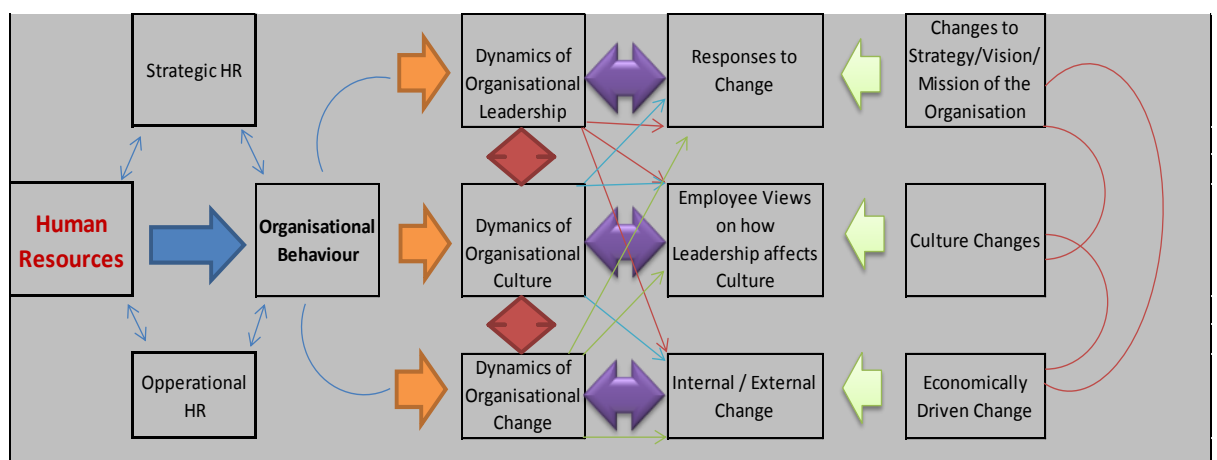 Strategic HR
Dynamics of
Organisational
Leadership
Responses to
Change
Changes to
Strategy/Vision/
Mission of the
Organisation
Human
Resources
Organisational
Behaviour
Dymamics of
Organisational
Culture
Employee Views
on how
Leadership affects
Culture
Culture Changes
Opperational
HR
Dynamics of
Organisational
Change
Internal / External
Change
Economically
Driven Change